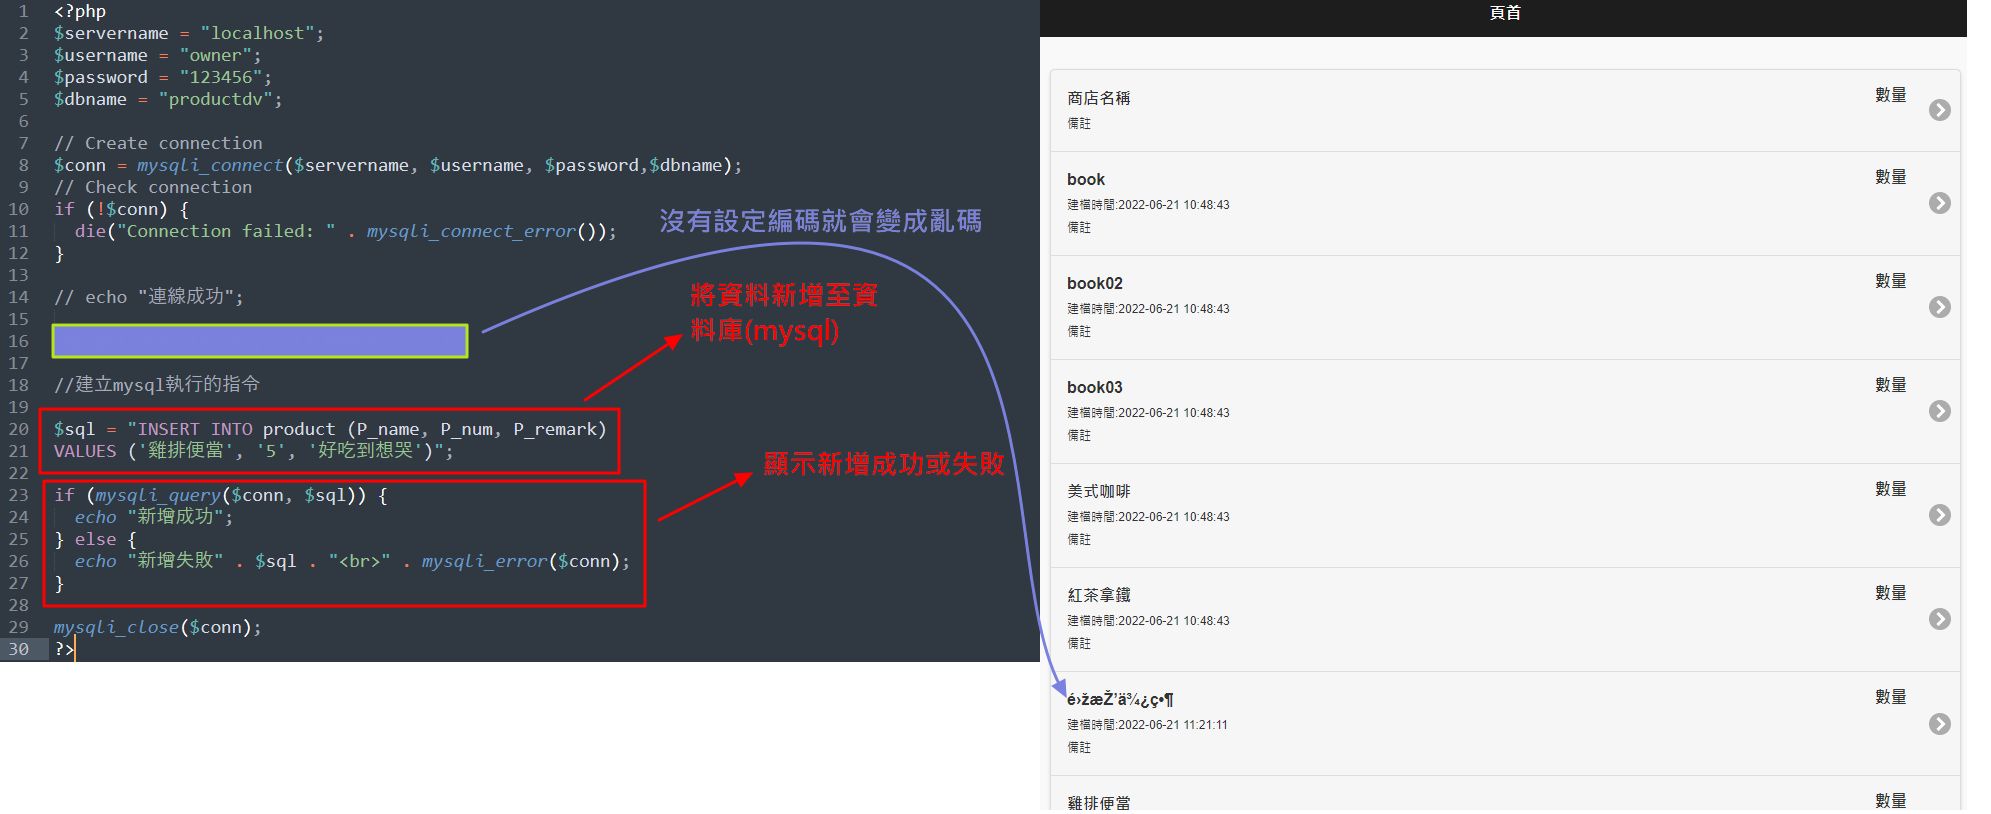 1 <?php
2 $servername = "localhost";
3 $username = "owner";
4 $password = "123456";
5 $dbname = "productdv";
6
7 // Create connection
8 $conn = mysqli_connect($servername, $username, $password,$dbname);
9 // Check connection
10 if (!$conn) {
11 die("Connection failed: " . mysqli_connect_error());
12 }
13
14 // echo "連線成功";
15
16
17
18 //建立mysql執行的指令
19
20 $sql = "INSERT INTO product (P_name, P_num, P_remark)
21 VALUES ('雞排便當', '5', '好吃到想哭')";
22
23 if (mysqli_query($conn, $sql)) {
24 echo "新增成功";
25 } else {
26 echo "新增失敗" . $sql . "<br>" . mysqli_error($conn);
27 }
28
29 mysqli_close($conn);
30 ?>
沒有設定編碼就會變成亂碼
將資料新增至資
料庫(mysql)
顯示新增成功或失敗
頁首
商店名稱
數量
備註
book
數量
建檔時間:2022-06-21 10:48:43
備註
book02
數量
建檔時間:2022-06-21 10:48:43
備註
book03
數量
建檔時間:2022-06-21 10:48:43
備註
美式咖啡
數量
建檔時間:2022-06-21 10:48:43
備註
紅茶拿鐵
數量
建檔時間:2022-06-21 10:48:43
備註
é›žæŽ’ä¾¿ç•¶
數量
建檔時間:2022-06-21 11:21:11
備註
雞排便當
數量